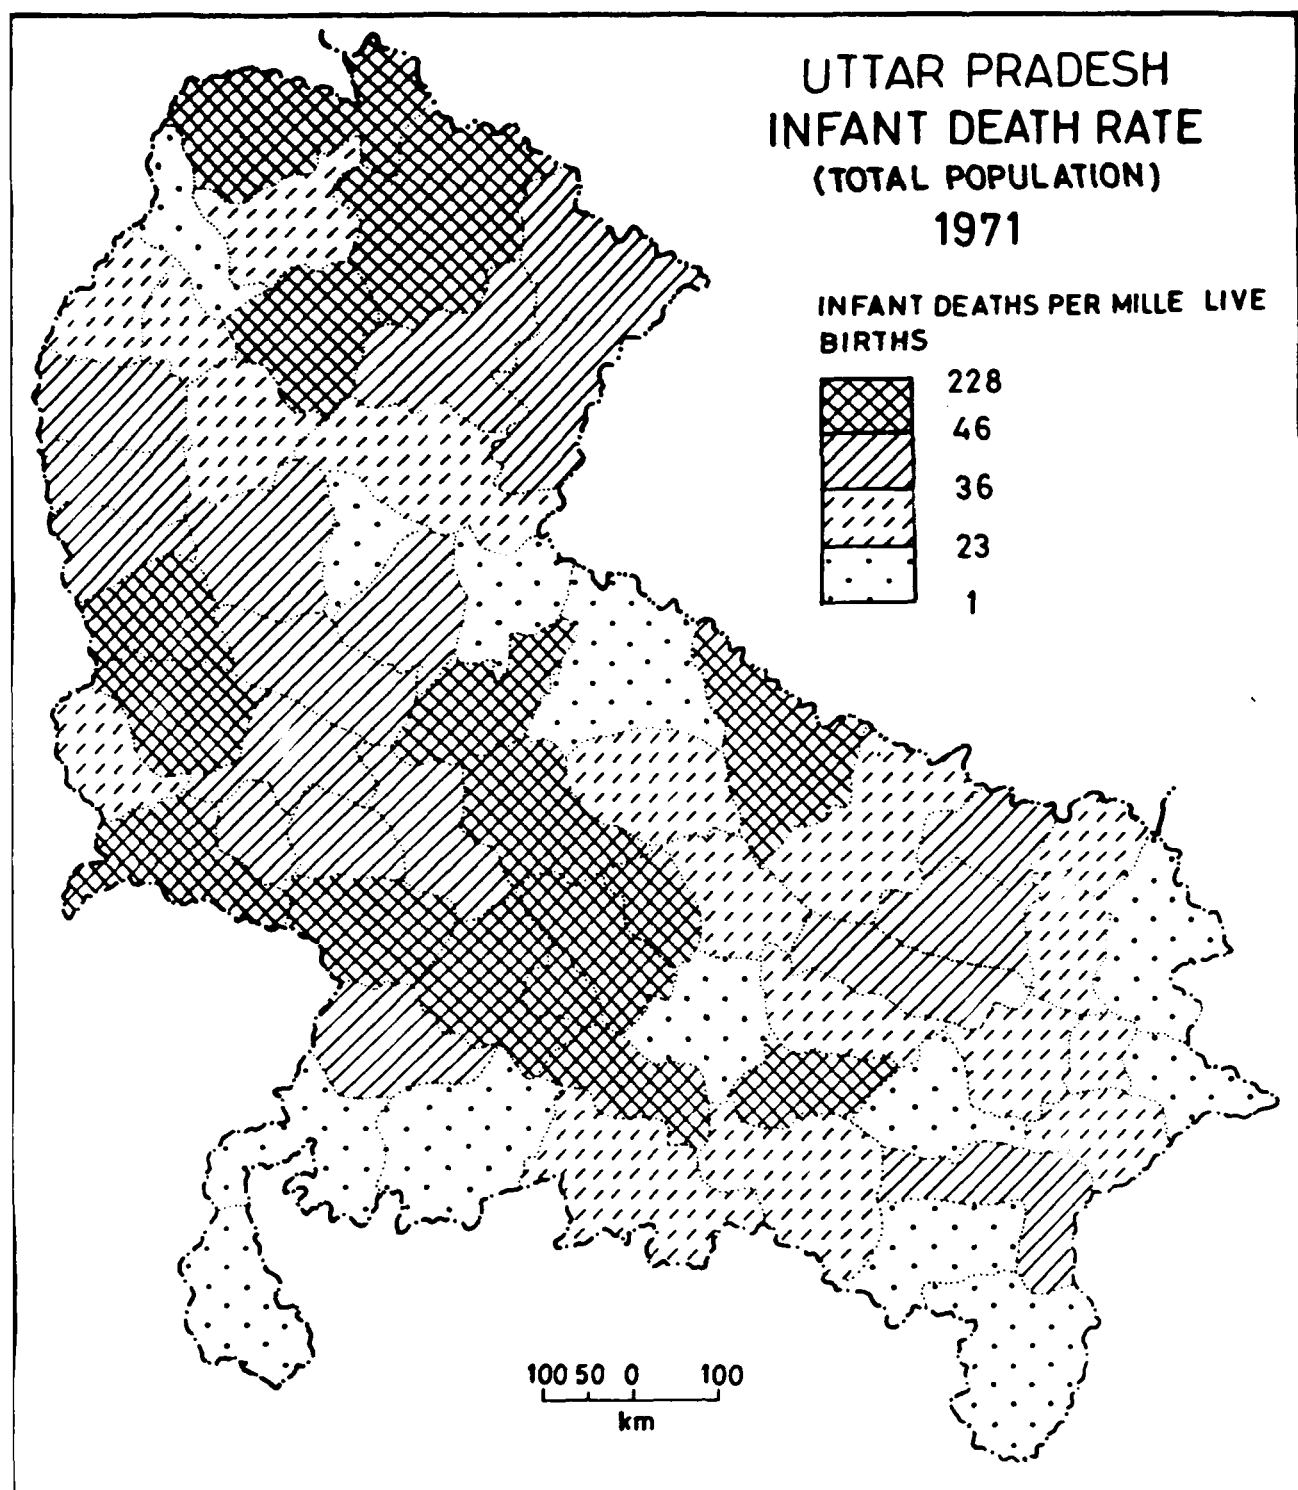 UTTAR PRADESH
INFANT DEATH RATE
(TOTAL POPULATION)
1971
INFANT DEATHS PER MILLE LIVE
BIRTHS
228
46
36
23
1
100 50 0 100
km